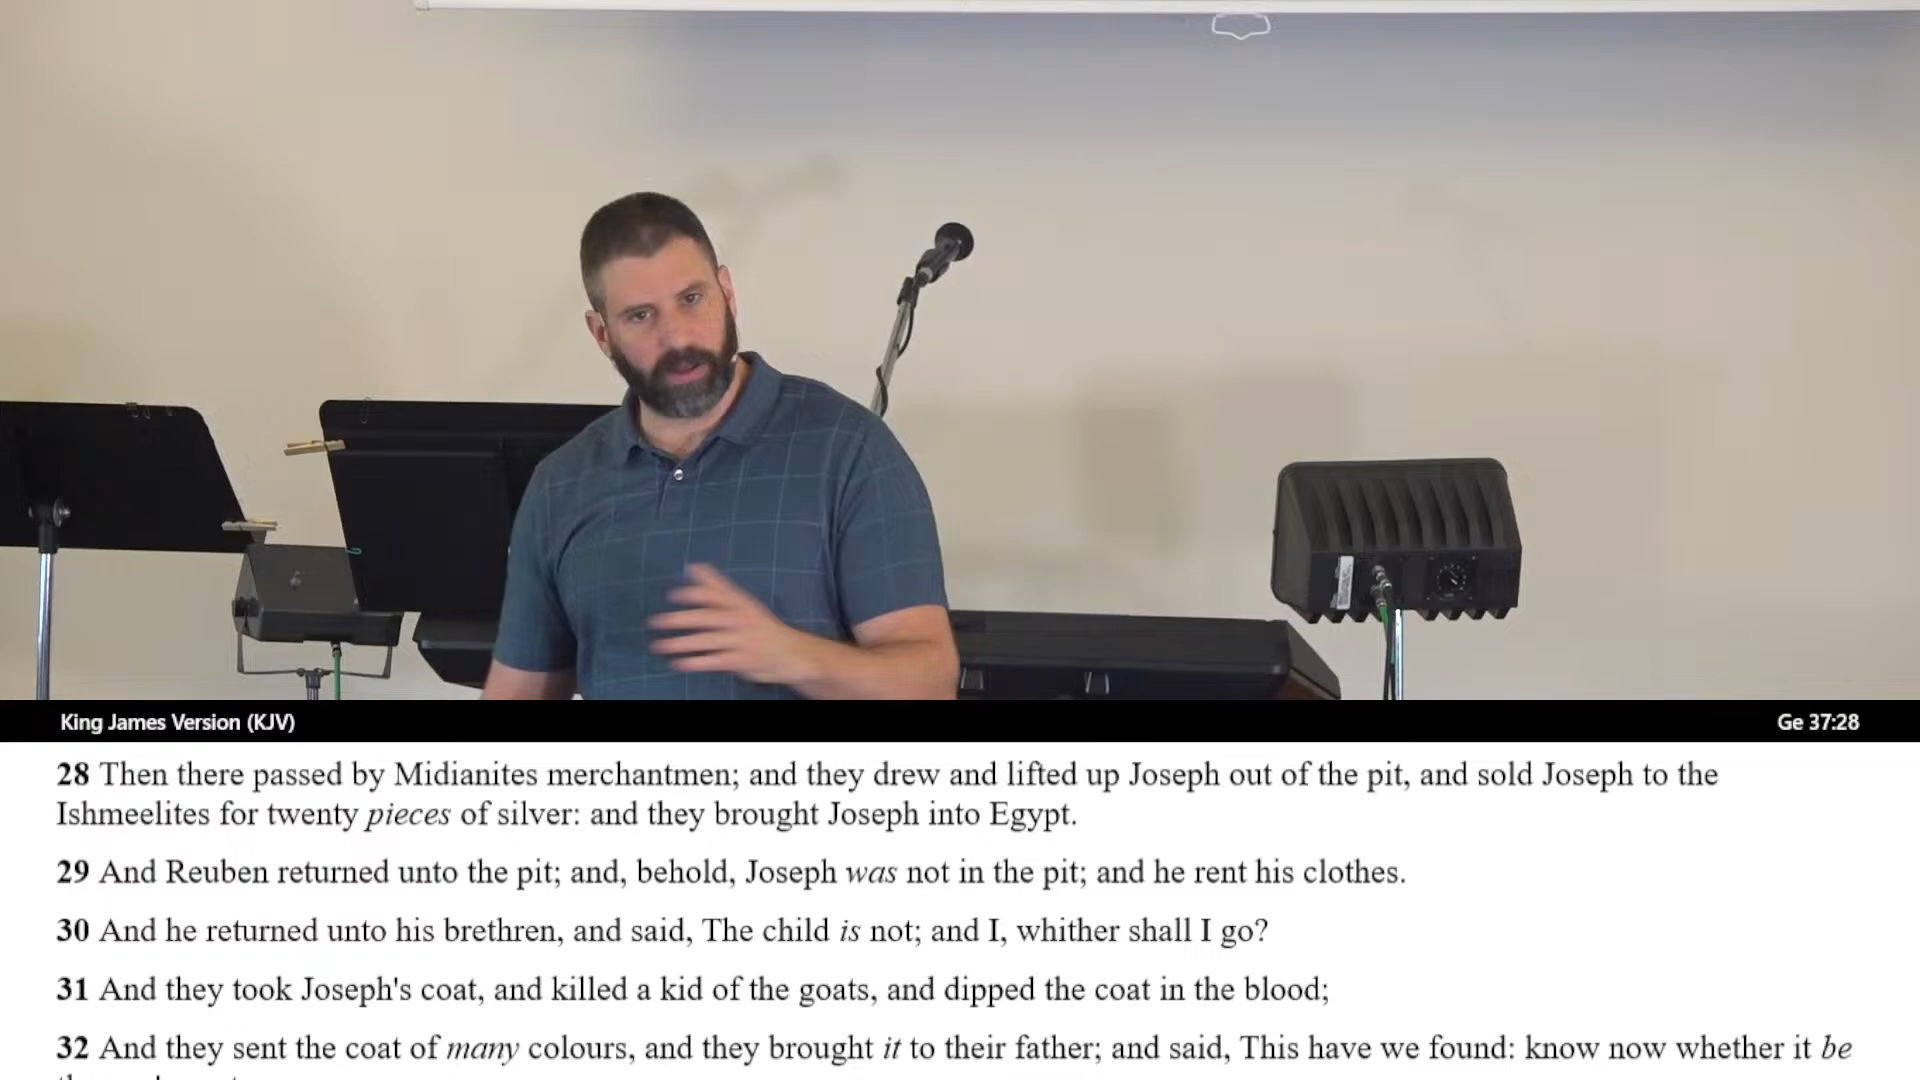 King James Version (KJV)
Ge 37:28
28 Then there passed by Midianites merchantmen; and they drew and lifted up Joseph out of the pit, and sold Joseph to the
Ishmeelites for twenty pieces of silver: and they brought Joseph into Egypt.
29 And Reuben returned unto the pit; and, behold, Joseph was not in the pit; and he rent his clothes.
30 And he returned unto his brethren, and said, The child is not; and I, whither shall I go?
31 And they took Joseph's coat, and killed a kid of the goats, and dipped the coat in the blood;
32 And they sent the coat of many colours, and they brought it to their father; and said, This have we found: know now whether it be